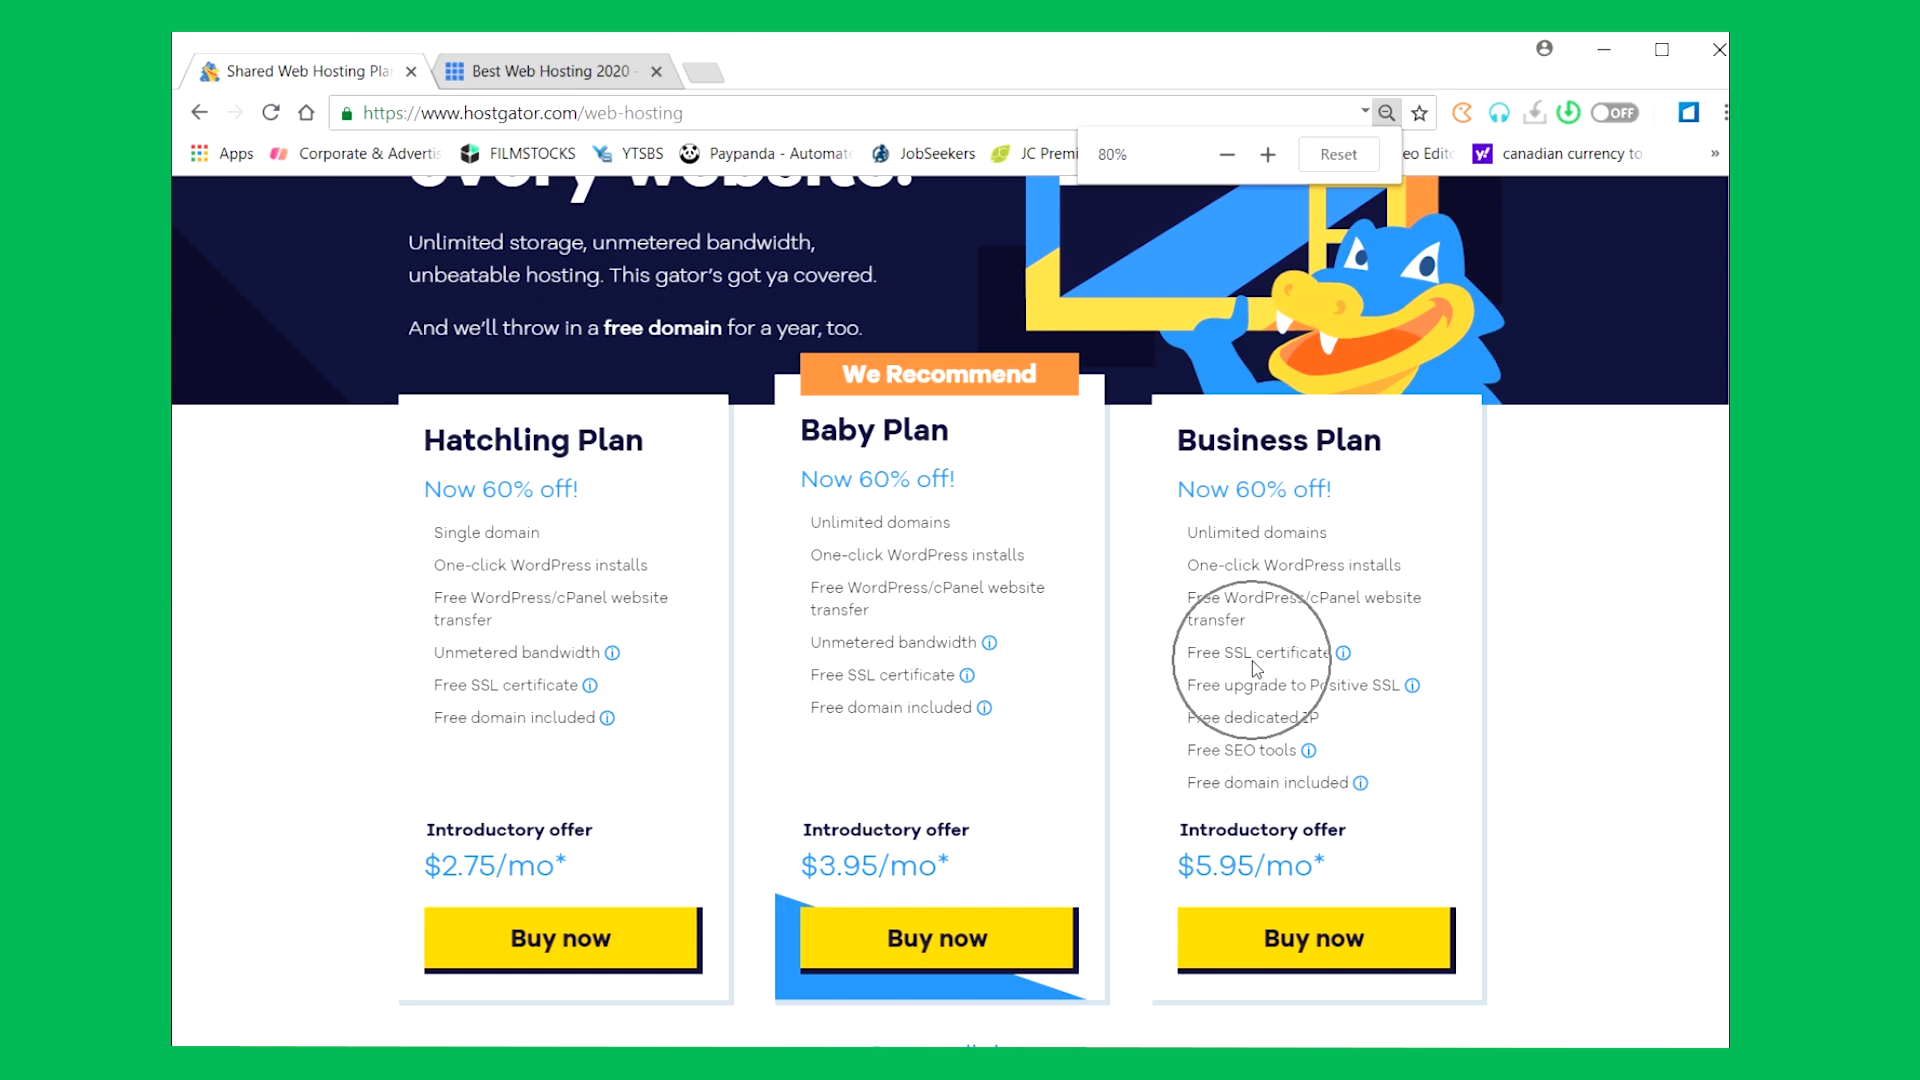 Shared Web Hosting Pla
Best Web Hosting 2020 -
https://www.hostgator.com/web-hosting
OFF
Apps
Corporate & Advertis
FILMSTOCKS
YTSBS
Paypanda - Automate
JobSeekers
JC Premi
80%
Reset
eo Edit
y!
canadian currency to
»
every website.
Unlimited storage, unmetered bandwidth,
unbeatable hosting. This gator's got ya covered.
And we'll throw in a free domain for a year, too.
Hatchling Plan
Now 60% off!
Single domain
One-click WordPress installs
Free WordPress/cPanel website
transfer
Unmetered bandwidth
Free SSL certificate
Free domain included
Introductory offer
$2.75/mo*
Buy now
We Recommend
Baby Plan
Now 60% off!
Unlimited domains
One-click WordPress installs
Free WordPress/cPanel website
transfer
Unmetered bandwidth
Free SSL certificate
Free domain included
Introductory offer
$3.95/mo*
Buy now
Business Plan
Now 60% off!
Unlimited domains
One-click WordPress installs
Free WordPress/cPanel website
transfer
Free SSL certificate
Free upgrade to Positive SSL
Free dedicated IP
Free SEO tools
Free domain included
Introductory offer
$5.95/mo*
Buy now